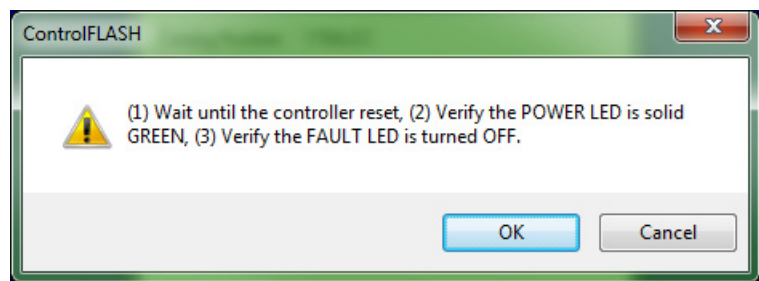 ControlFLASH
(1) Wait until the controller reset, (2) Verify the POWER LED is solid
GREEN, (3) Verify the FAULT LED is turned OFF.
OK
Cancel